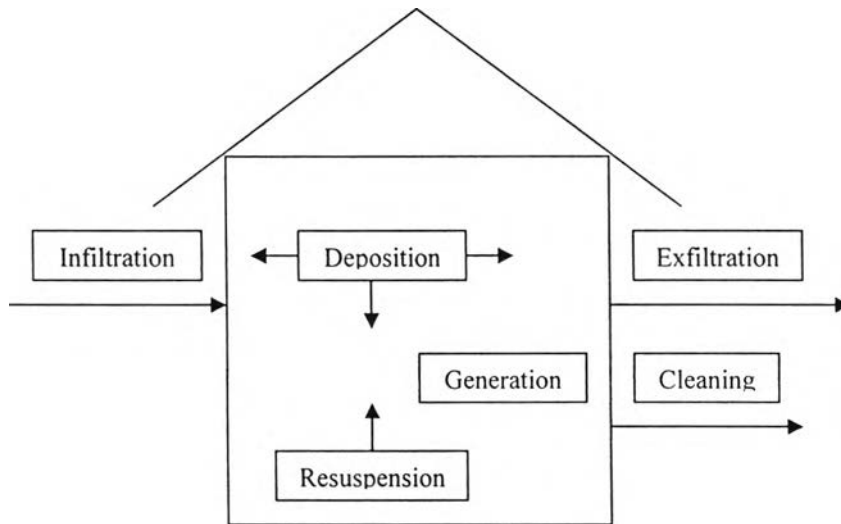 Infiltration
Deposition
Exfiltration
Generation
Cleaning
Resuspension